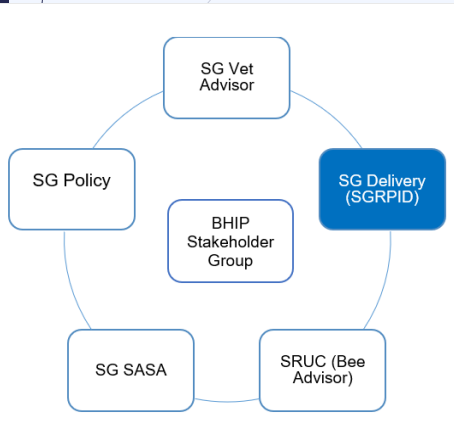 SG Vet
Advisor
SG Policy
SG Delivery
(SGRPID)
BHIP
Stakeholder
Group
SG SASA
SRUC (Bee
Advisor)